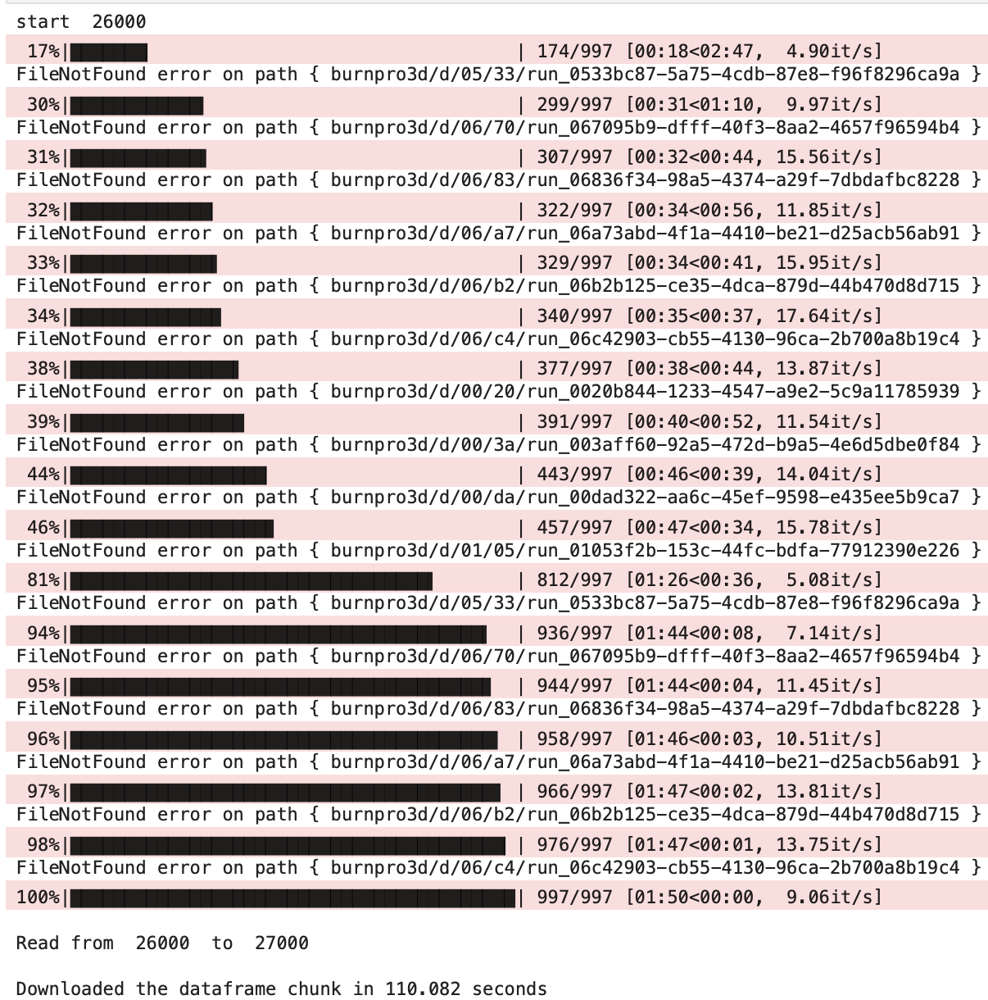 start  26000
17%| | 174/997 [00:18<02:47,  4.90it/s]
FileNotFound error on path { burnpro3d/d/05/33/run_0533bc87-5a75-4cdb-87e8-f96f8296ca9a }
30%| | 299/997 [00:31<01:10,  9.97it/s]
FileNotFound error on path { burnpro3d/d/06/70/run_067095b9-dfff-40f3-8aa2-4657f96594b4 }
31%| | 307/997 [00:32<00:44, 15.56it/s]
FileNotFound error on path { burnpro3d/d/06/83/run_06836f34-98a5-4374-a29f-7dbdafbc8228 }
32%| | 322/997 [00:34<00:56, 11.85it/s]
FileNotFound error on path { burnpro3d/d/06/a7/run_06a73abd-4f1a-4410-be21-d25acb56ab91 }
33%| | 329/997 [00:34<00:41, 15.95it/s]
FileNotFound error on path { burnpro3d/d/06/b2/run_06b2b125-ce35-4dca-879d-44b470d8d715 }
34%| | 340/997 [00:35<00:37, 17.64it/s]
FileNotFound error on path { burnpro3d/d/06/c4/run_06c42903-cb55-4130-96ca-2b700a8b19c4 }
38%| | 377/997 [00:38<00:44, 13.87it/s]
FileNotFound error on path { burnpro3d/d/00/20/run_0020b844-1233-4547-a9e2-5c9a11785939 }
39%| | 391/997 [00:40<00:52, 11.54it/s]
FileNotFound error on path { burnpro3d/d/00/3a/run_003aff60-92a5-472d-b9a5-4e6d5dbe0f84 }
44%| | 443/997 [00:46<00:39, 14.04it/s]
FileNotFound error on path { burnpro3d/d/00/da/run_00dad322-aa6c-45ef-9598-e435ee5b9ca7 }
46%| | 457/997 [00:47<00:34, 15.78it/s]
FileNotFound error on path { burnpro3d/d/01/05/run_01053f2b-153c-44fc-bdfa-77912390e226 }
81%| | 812/997 [01:26<00:36,  5.08it/s]
FileNotFound error on path { burnpro3d/d/05/33/run_0533bc87-5a75-4cdb-87e8-f96f8296ca9a }
94%| | 936/997 [01:44<00:08,  7.14it/s]
FileNotFound error on path { burnpro3d/d/06/70/run_067095b9-dfff-40f3-8aa2-4657f96594b4 }
95%| | 944/997 [01:44<00:04, 11.45it/s]
FileNotFound error on path { burnpro3d/d/06/83/run_06836f34-98a5-4374-a29f-7dbdafbc8228 }
96%| | 958/997 [01:46<00:03, 10.51it/s]
FileNotFound error on path { burnpro3d/d/06/a7/run_06a73abd-4f1a-4410-be21-d25acb56ab91 }
97%| | 966/997 [01:47<00:02, 13.81it/s]
FileNotFound error on path { burnpro3d/d/06/b2/run_06b2b125-ce35-4dca-879d-44b470d8d715 }
98%| | 976/997 [01:47<00:01, 13.75it/s]
FileNotFound error on path { burnpro3d/d/06/c4/run_06c42903-cb55-4130-96ca-2b700a8b19c4 }
100%| | 997/997 [01:50<00:00,  9.06it/s]
Read from  26000  to  27000
Downloaded the dataframe chunk in 110.082 seconds